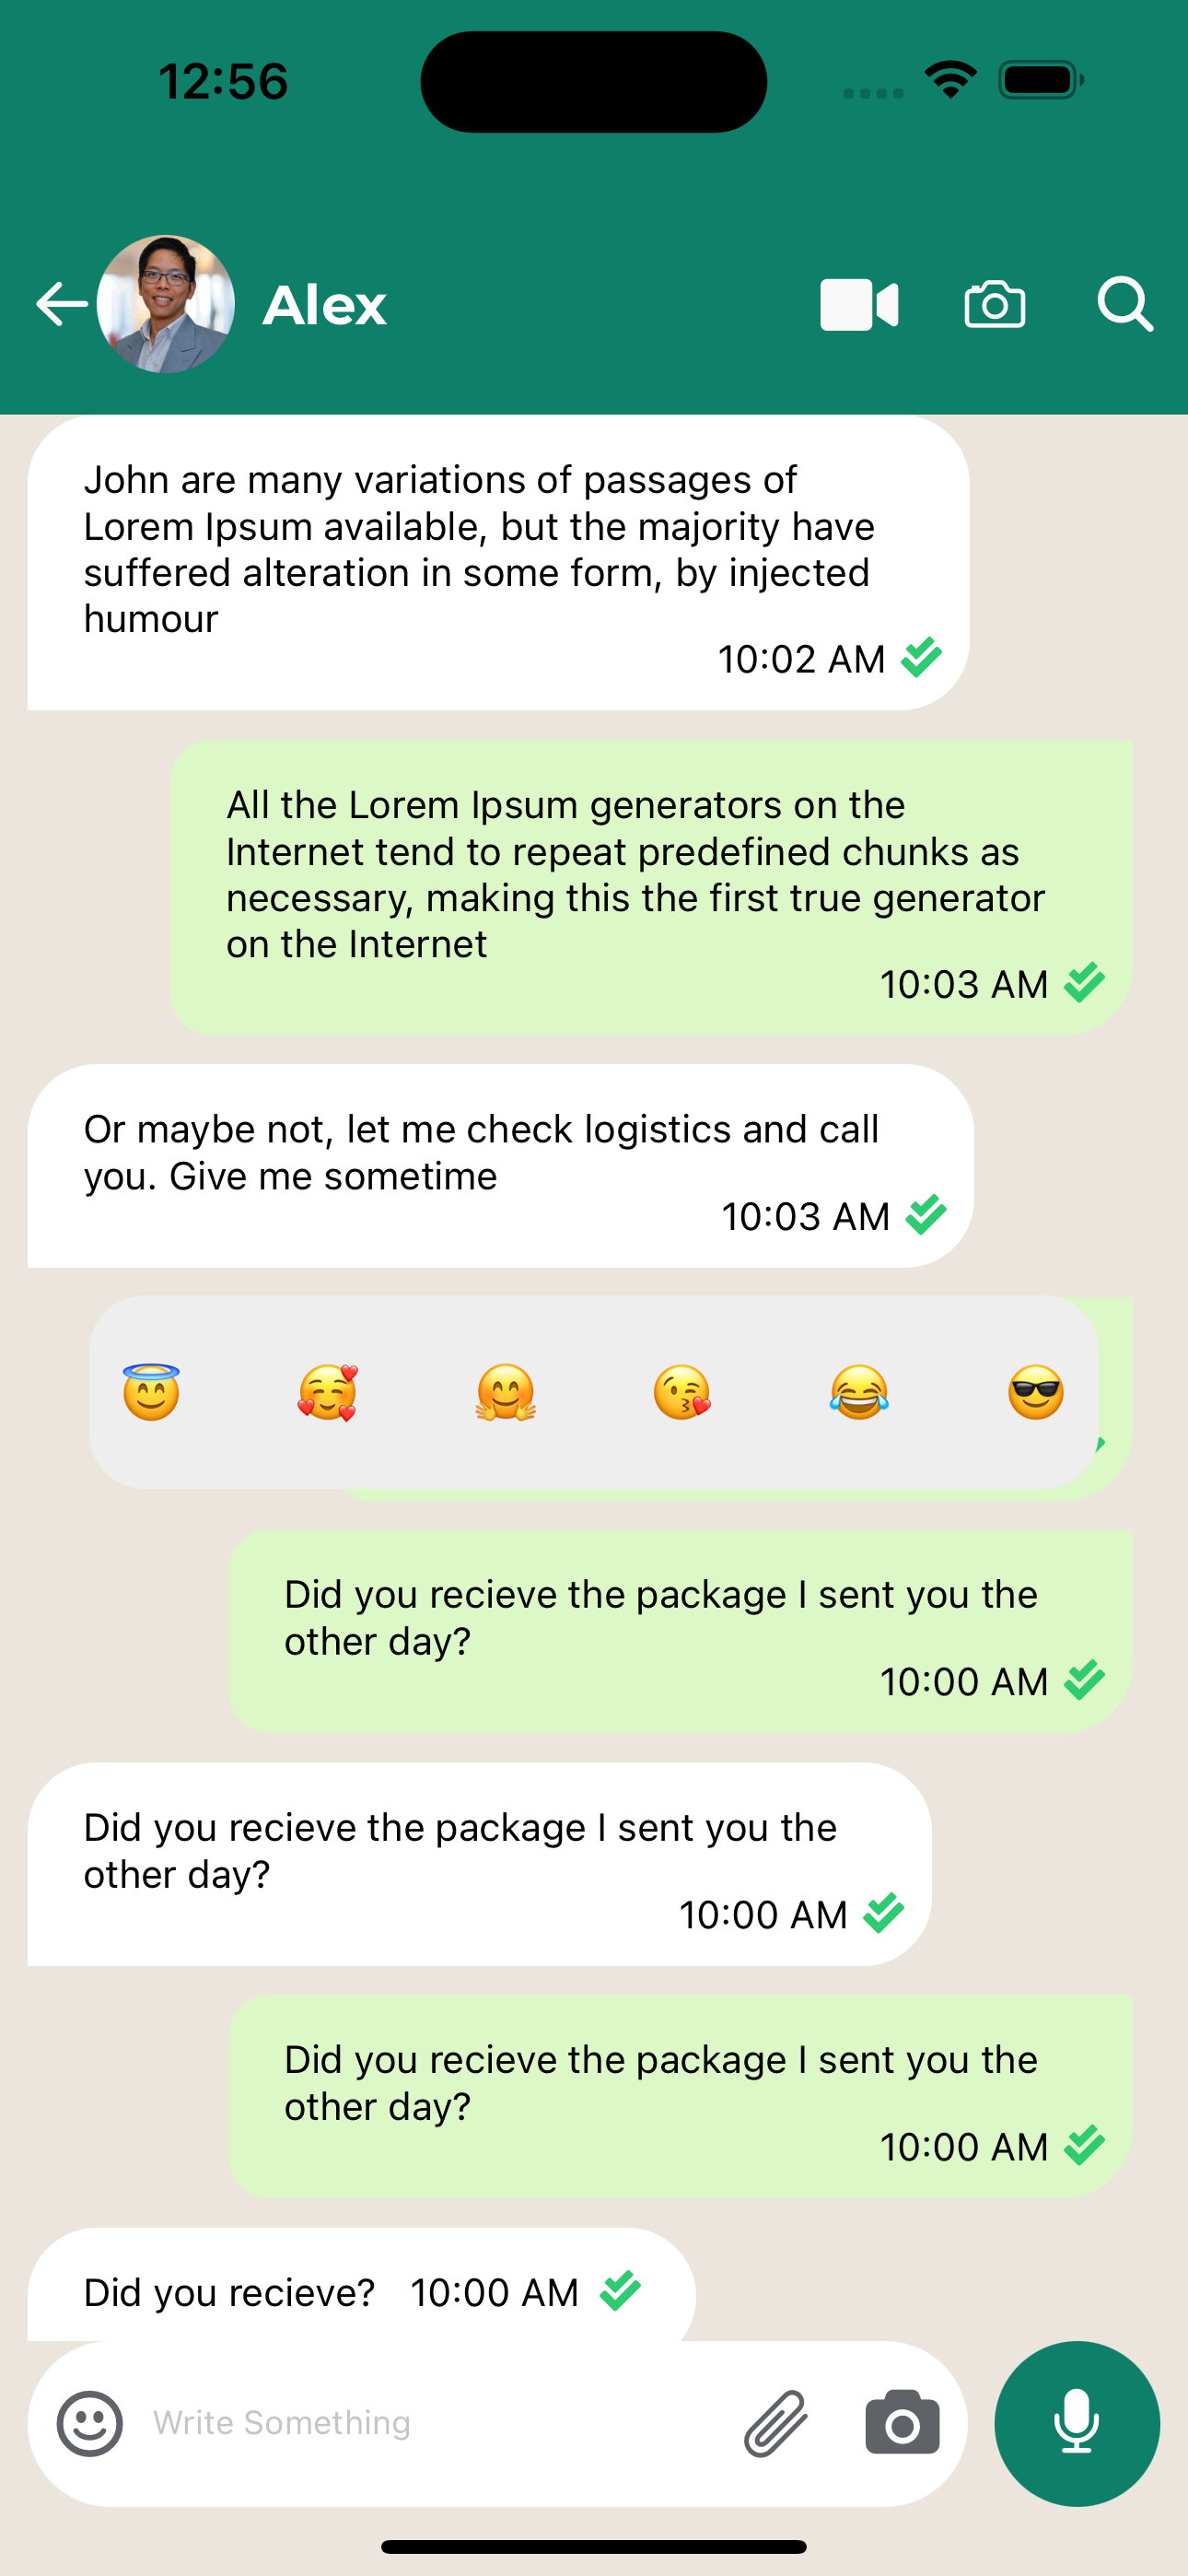 12:56
Alex
John are many variations of passages of
Lorem Ipsum available, but the majority have
suffered alteration in some form, by injected
humour
10:02 AM
All the Lorem Ipsum generators on the
Internet tend to repeat predefined chunks as
necessary, making this the first true generator
on the Internet
10:03 AM
Or maybe not, let me check logistics and call
you. Give me sometime
10:03 AM
Did you recieve the package I sent you the
other day?
10:00 AM
Did you recieve the package I sent you the
other day?
10:00 AM
Did you recieve the package I sent you the
other day?
10:00 AM
Did you recieve? 10:00 AM
Write Something